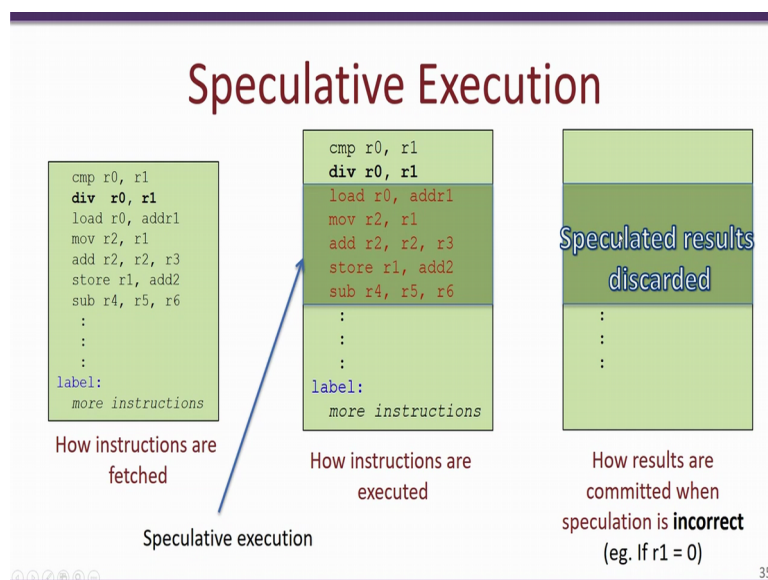 Speculative Execution
cmp r0, r1
div r0, r1
load r0, addr1
mov r2, r1
add r2, r2, r3
store r1, add2
sub r4, r5, r6
:
:
:
label:
more instructions
How instructions are
fetched
cmp r0, r1
div r0, r1
load r0, addr1
mov r2, r1
add r2, r2, r3
store r1, add2
sub r4, r5, r6
:
:
:
label:
more instructions
How instructions are
executed
Speculative execution
Speculated results
discarded
:
:
:
How results are
committed when
speculation is incorrect
(eg. If r1 = 0)
35